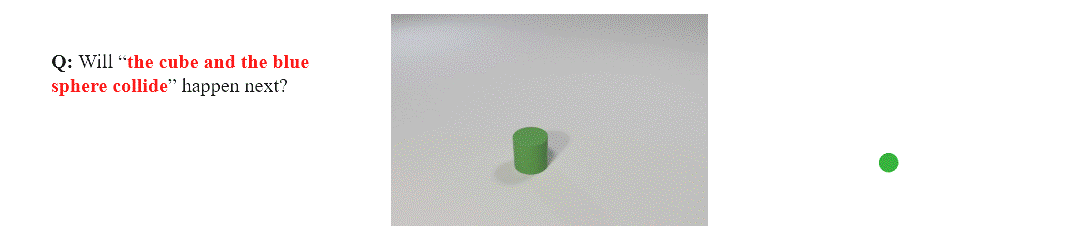 Q: Will “the cube and the blue
sphere collide” happen next?